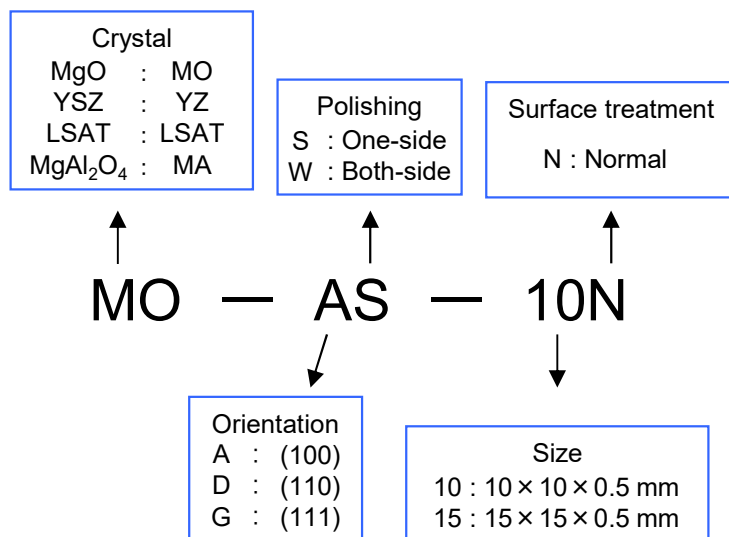 Crystal
MgO : MO
YSZ : YZ
LSAT : LSAT
MgAl₂O₄ : MA
Polishing
S : One-side
W : Both-side
Surface treatment
N : Normal
MO — AS — 10N
Orientation
A : (100)
D : (110)
G : (111)
Size
10 : 10×10×0.5 mm
15 : 15×15×0.5 mm